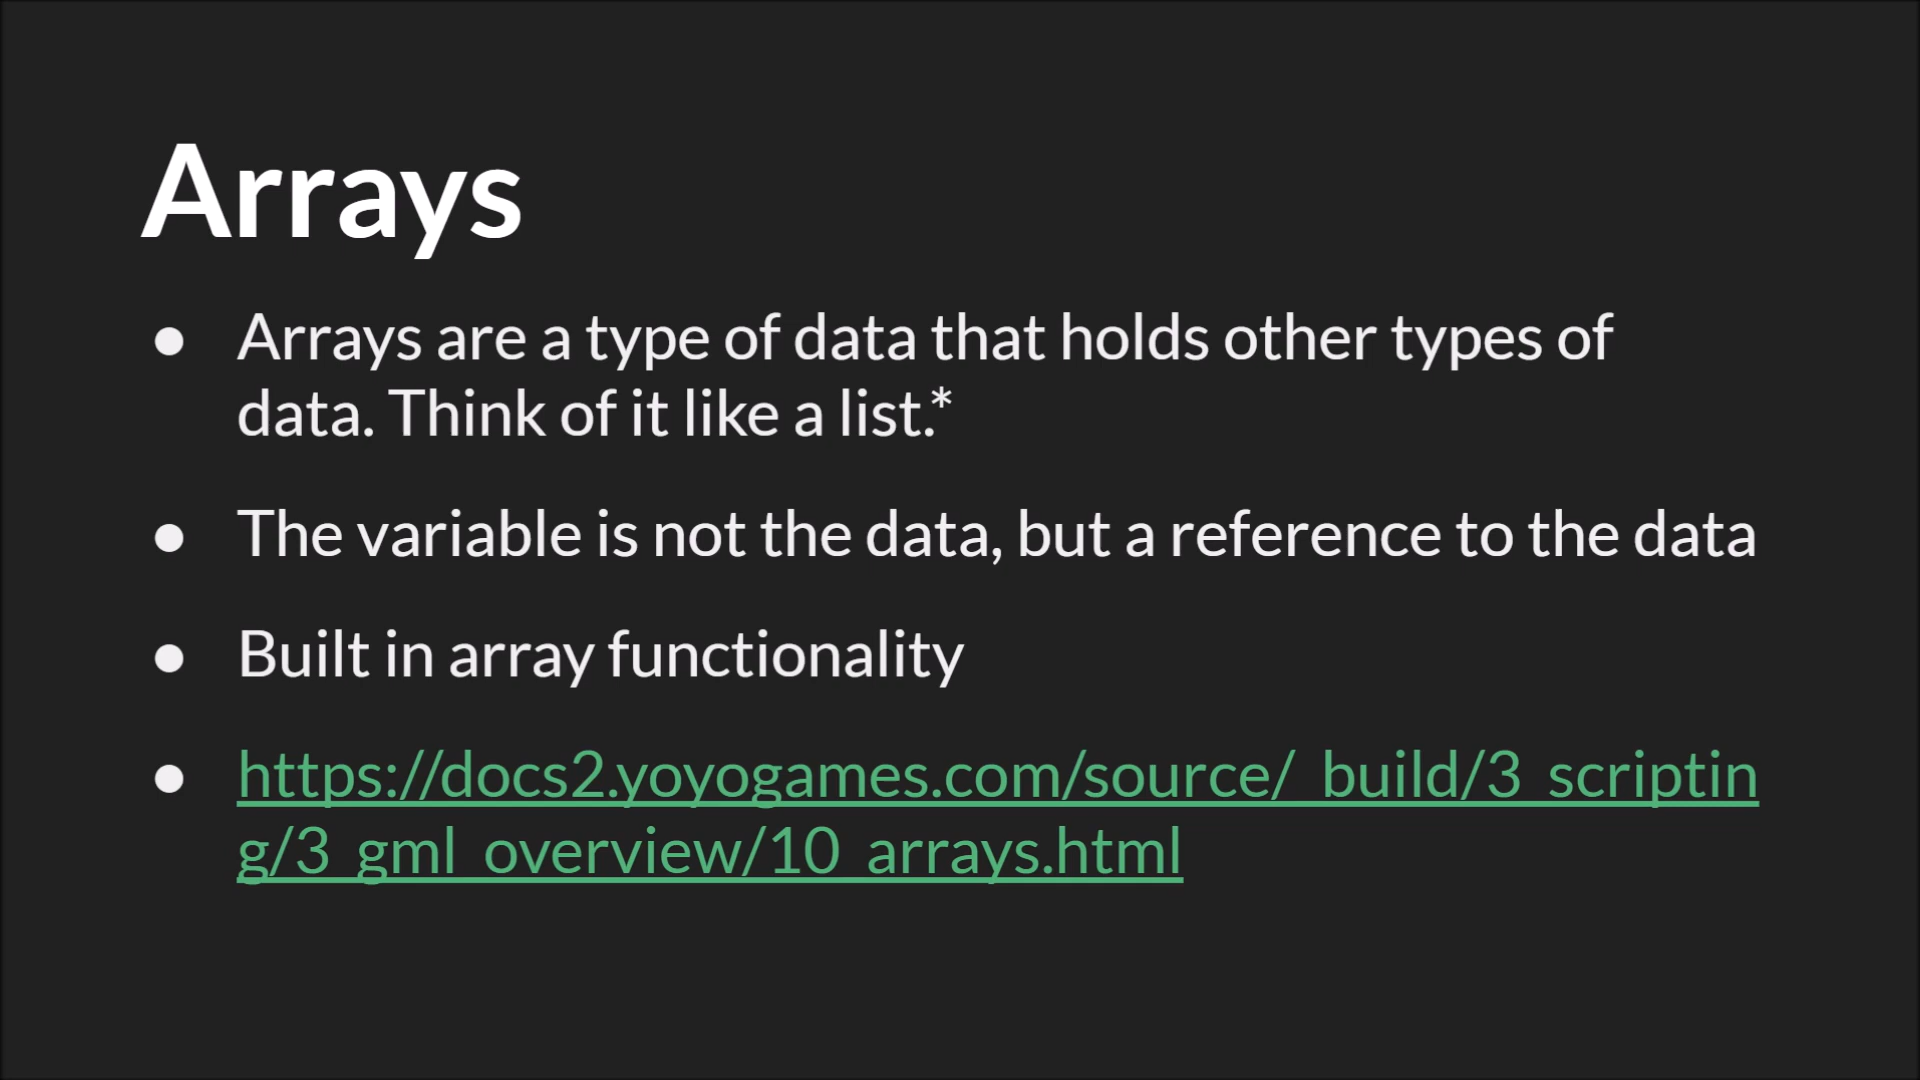 Arrays
● Arrays are a type of data that holds other types of
data. Think of it like a list.*
● The variable is not the data, but a reference to the data
● Built in array functionality
● https://docs2.yoyogames.com/source/_build/3_scriptin
g/3_gml_overview/10_arrays.html